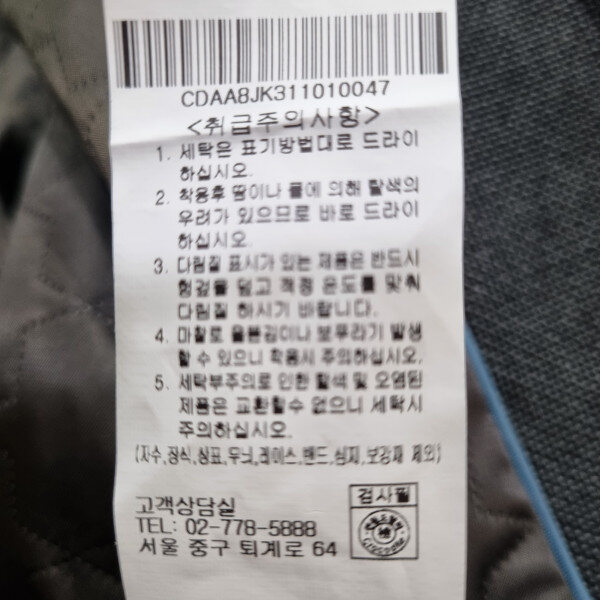 CDAA8JK311010047
<취급주의사항>
1. 세탁은 표기방법대로 드라이
하십시오.
2. 착용후 땀이나 물에 의해 탈색의
우려가 있으므로 바로 드라이
하십시오.
3. 다림질 표시가 있는 제품은 반드시
헝겊을 덮고 적정 온도를 맞춰
다림질 하시기 바랍니다.
4. 마찰로 올뜯김이나 보푸라기 발생
할 수 있으니 착용시 주의하십시오.
5. 세탁부주의로 인한 탈색 및 오염된
제품은 교환할수 없으니 세탁시
주의하십시오.
(자수,장식,상표,무늬,레이스,밴드,심지,보강재 제외)
고객상담실
TEL: 02-778-5888
서울 중구 퇴계로 64
검사필